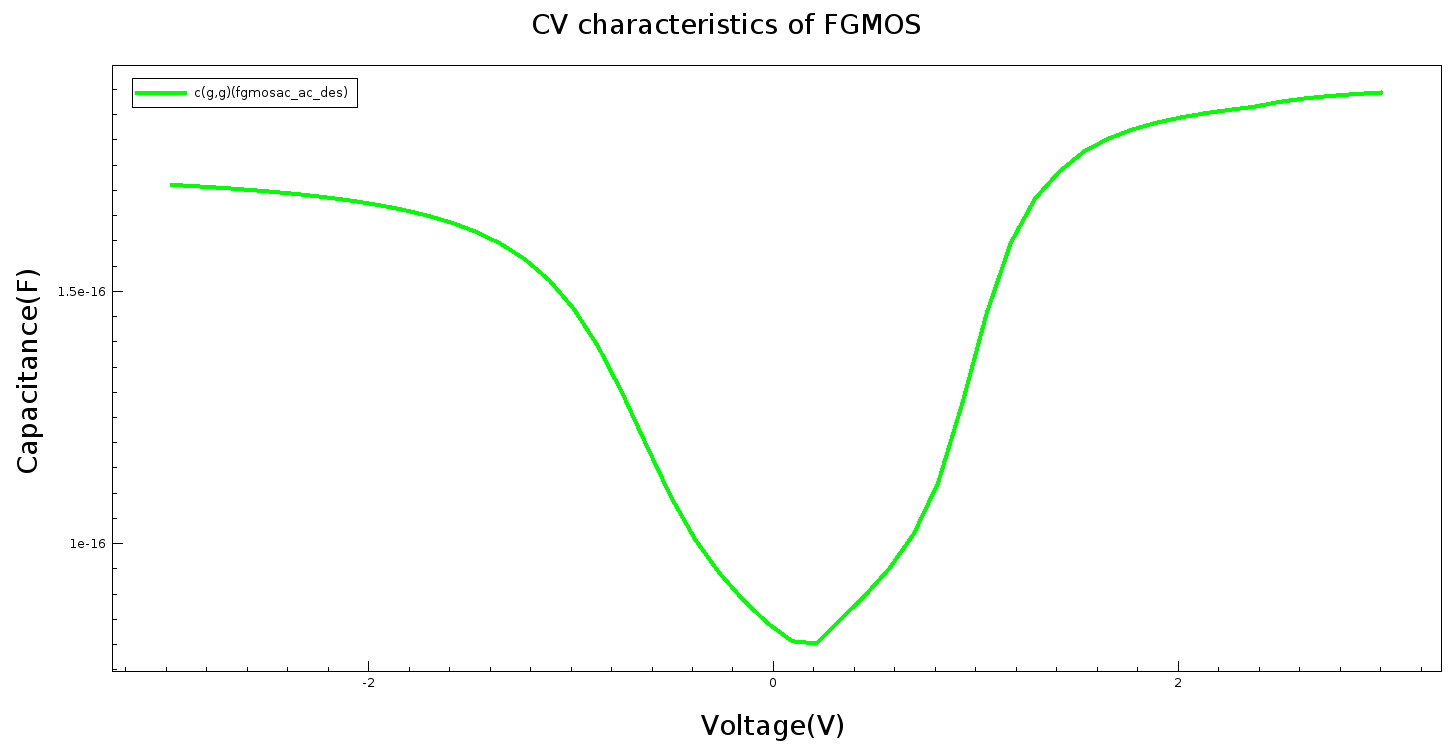 CV characteristics of FGMOS
c(g,g)(fgmosac_ac_des)
Capacitance(F)
1.5e-16
1e-16
-2
0
2
Voltage(V)